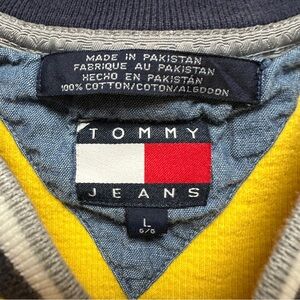 MADE IN PAKISTAN
FABRIQUE AU PAKISTAN
HECHO EN PAKISTAN
100% COTTON/COTON/ALGODON
TOMMY
JEANS
L
G/G